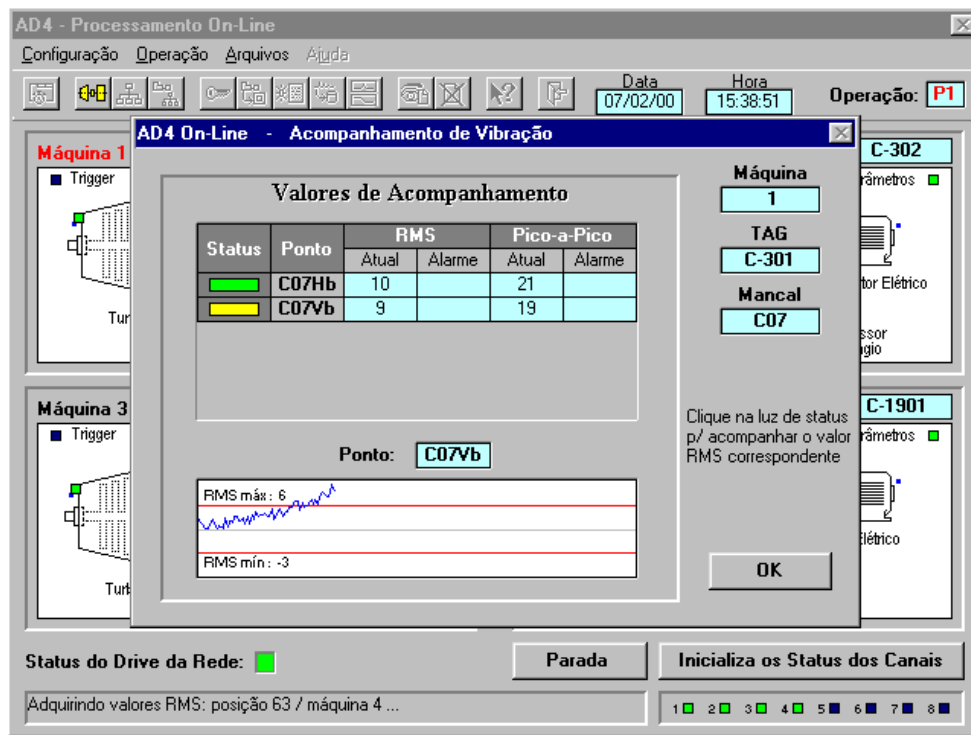 AD4 - Processamento On-Line
Configuração Operação Arquivos Ajuda
Data Hora
07/02/00 15:38:51 Operação: P1
AD4 On-Line - Acompanhamento de Vibração
Máquina 1
Trigger
Tur
C-302
râmetros
tor Elétrico
ssor
gio
Valores de Acompanhamento
Status Ponto RMS Pico-a-Pico
Atual Alarme Atual Alarme
C07Hb 10 21
C07Vb 9 19
Máquina
1
TAG
C-301
Mancal
C07
Clique na luz de status
p/ acompanhar o valor
RMS correspondente
Ponto: C07Vb
RMS máx: 6
RMS mín: -3
OK
Máquina 3
Trigger
Turb
C-1901
râmetros
Elétrico
Status do Drive da Rede:
Parada
Inicializa os Status dos Canais
Adquirindo valores RMS: posição 63 / máquina 4 ...
1 2 3 4 5 6 7 8